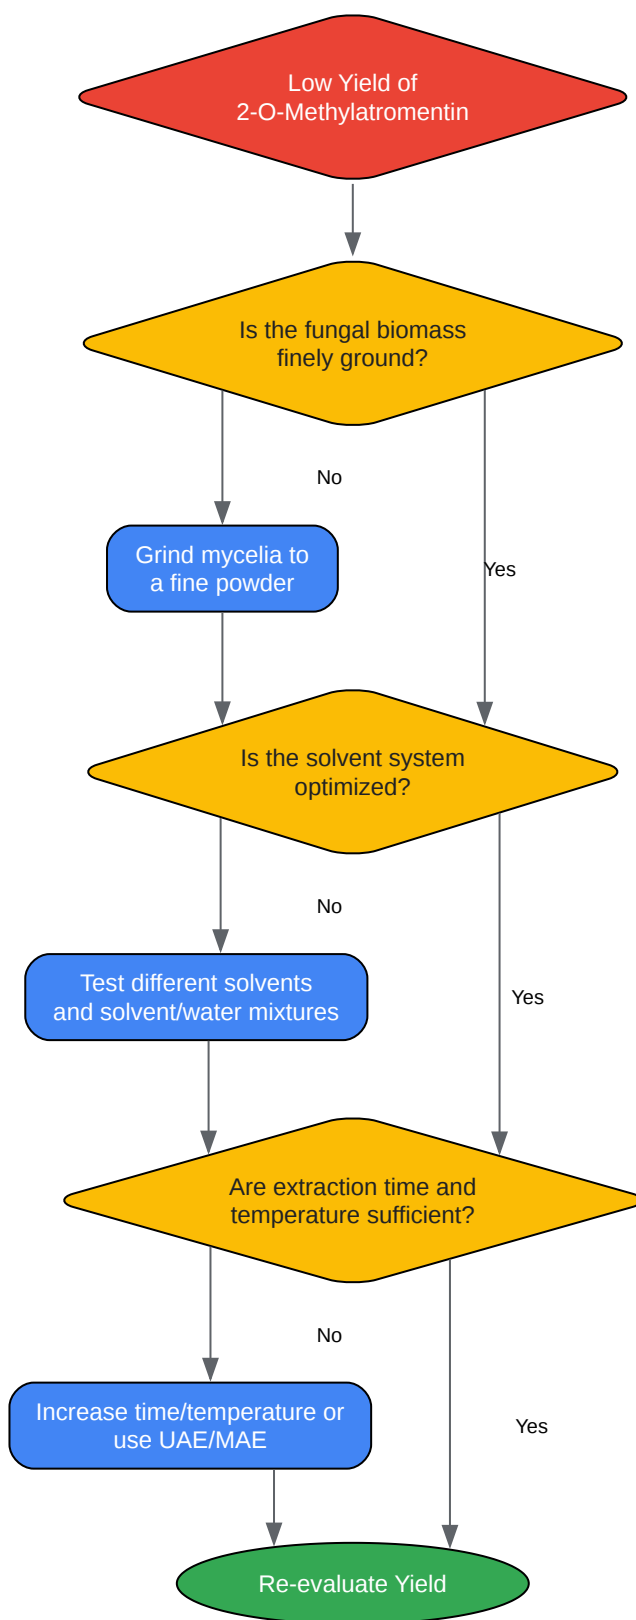 Low Yield of
2-O-Methylatromentin
Is the fungal biomass
finely ground?
No
Grind mycelia to
a fine powder
Yes
Is the solvent system
optimized?
No
Test different solvents
and solvent/water mixtures
Yes
Are extraction time and
temperature sufficient?
No
Increase time/temperature or
use UAE/MAE
Yes
Re-evaluate Yield